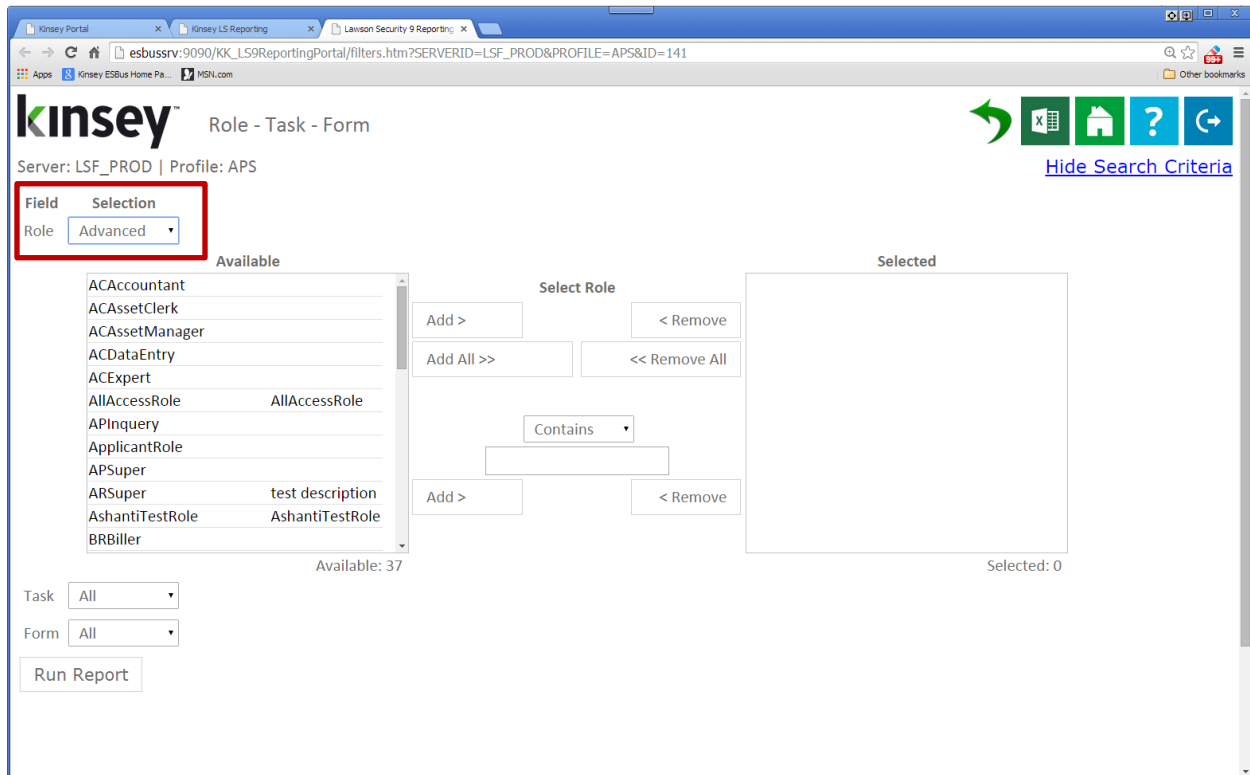 Kinsey Portal × Kinsey LS Reporting × Lawson Security 9 Reporting ×
esbussrv:9090/KK_LS9ReportingPortal/filters.htm?SERVERID=LSF_PROD&PROFILE=APS&ID=141
99+
Apps Kinsey ESBus Home Pa... MSN.com Other bookmarks
kinsey™ Role - Task - Form ?
Server: LSF_PROD | Profile: APS Hide Search Criteria
Field Selection
Role Advanced
Available Selected
ACAccountant
Select Role
ACAssetClerk
ACAssetManager
Add > < Remove
ACDataEntry
Add All >> << Remove All
ACExpert
AllAccessRole AllAccessRole
APInquery
ApplicantRole
Contains
APSuper
ARSuper test description
Add > < Remove
AshantiTestRole AshantiTestRole
BRBiller
Available: 37 Selected: 0
Task All
Form All
Run Report